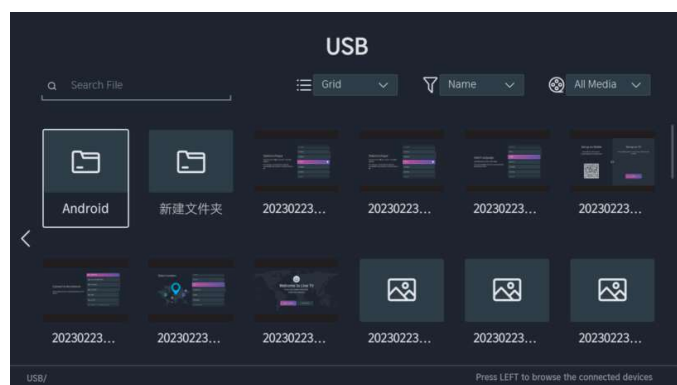 USB
Search File
Grid
Name
All Media
Android
新建文件夹
20230223...
20230223...
20230223...
20230223...
20230223...
20230223...
20230223...
20230223...
20230223...
20230223...
USB/
Press LEFT to browse the connected devices